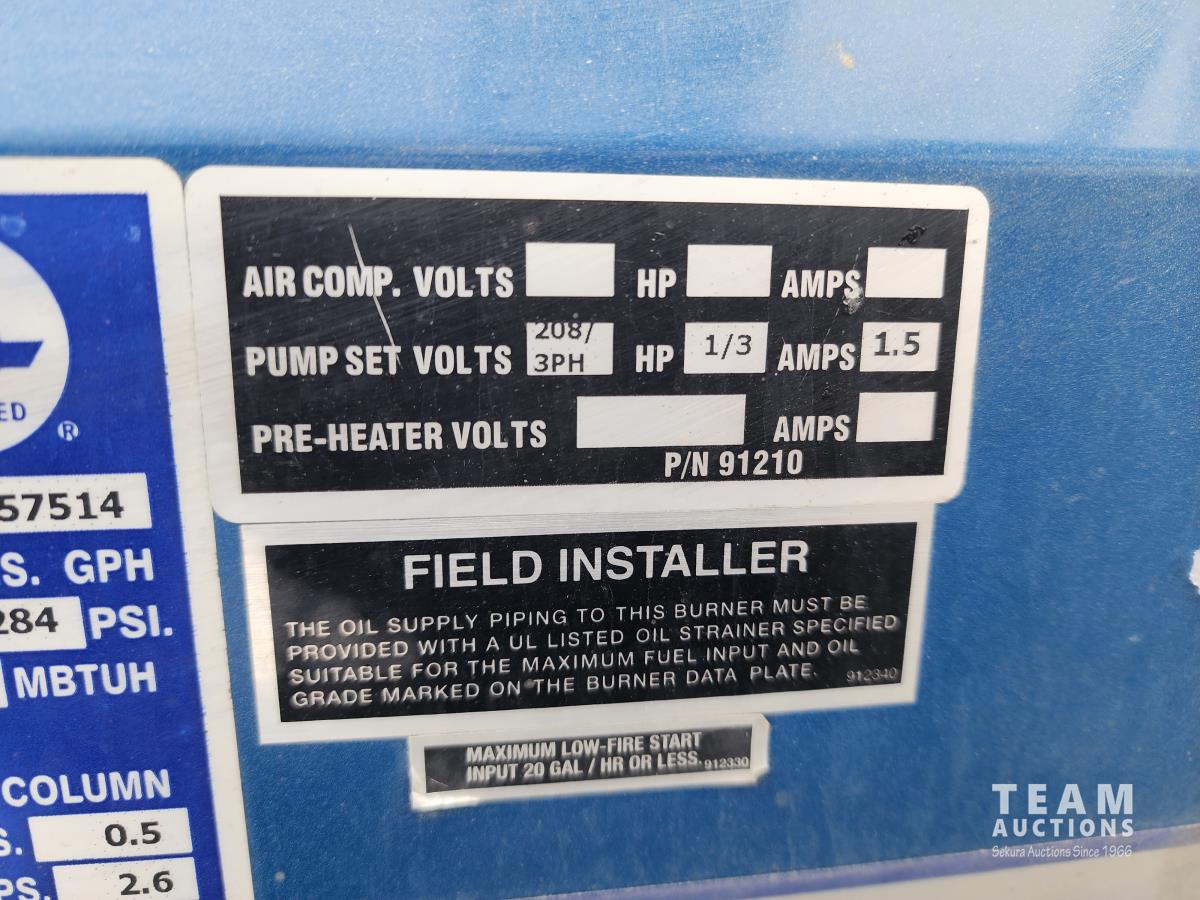 AIR COMP. VOLTS HP AMPS
PUMP SET VOLTS 208/ 3PH HP 1/3 AMPS 1.5
PRE-HEATER VOLTS AMPS
P/N 91210
FIELD INSTALLER
THE OIL SUPPLY PIPING TO THIS BURNER MUST BE
PROVIDED WITH A UL LISTED OIL STRAINER SPECIFIED
SUITABLE FOR THE MAXIMUM FUEL INPUT AND OIL
GRADE MARKED ON THE BURNER DATA PLATE. 912340
MAXIMUM LOW-FIRE START
INPUT 20 GAL / HR OR LESS. 912330
ED ®
57514
S. GPH
284 PSI.
MBTUH
COLUMN
S. 0.5
PS. 2.6
TEAM
AUCTIONS
Sekura Auctions Since 1966